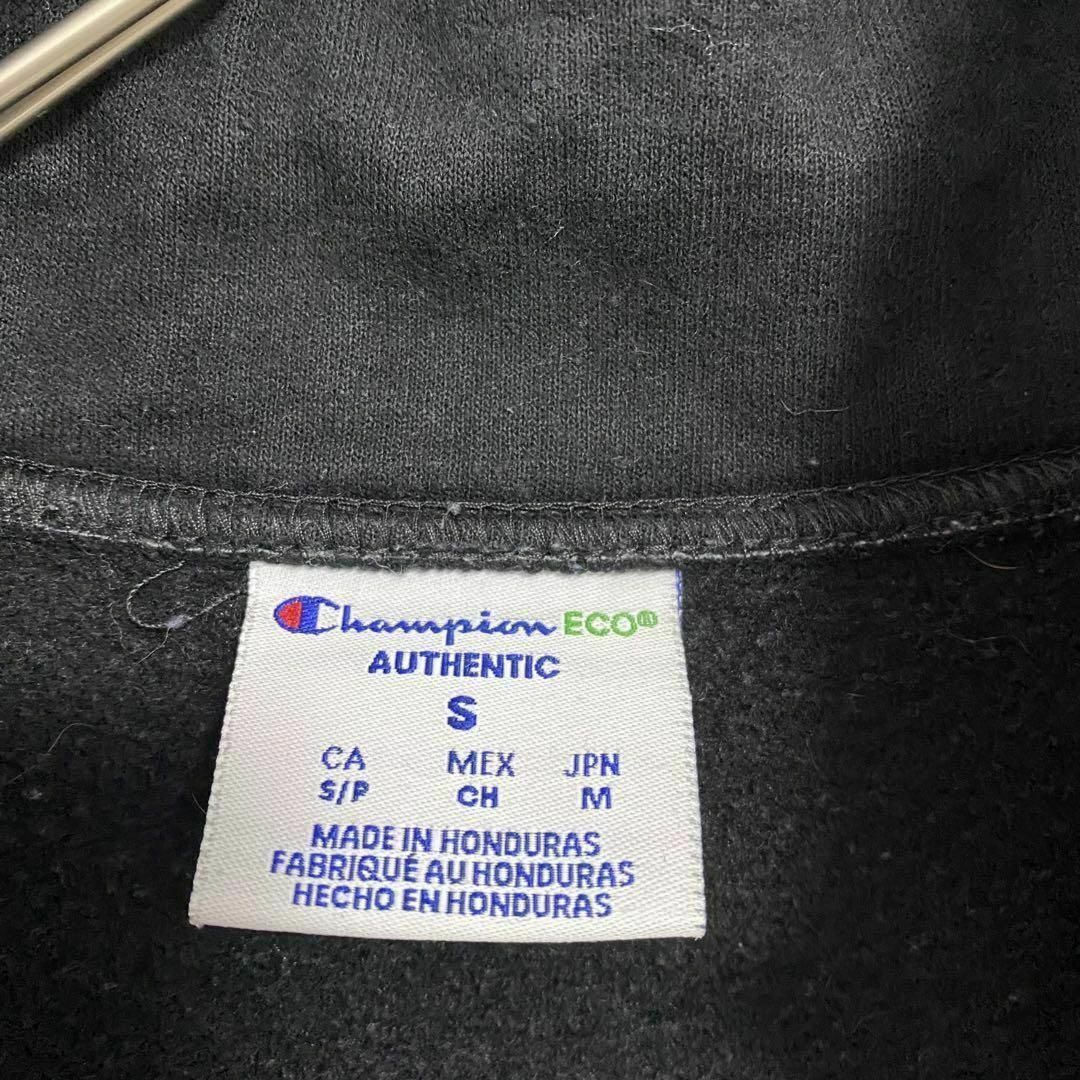 Champion ECO®
AUTHENTIC
S
CA MEX JPN
S/P CH M
MADE IN HONDURAS
FABRIQUÉ AU HONDURAS
HECHO EN HONDURAS